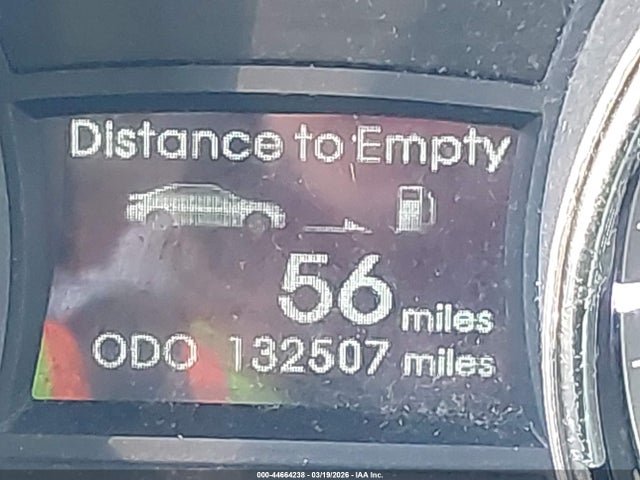 Distance to Empty
56 miles
ODO 132507 miles
000-44664238 - 03/19/2026 - IAA Inc.